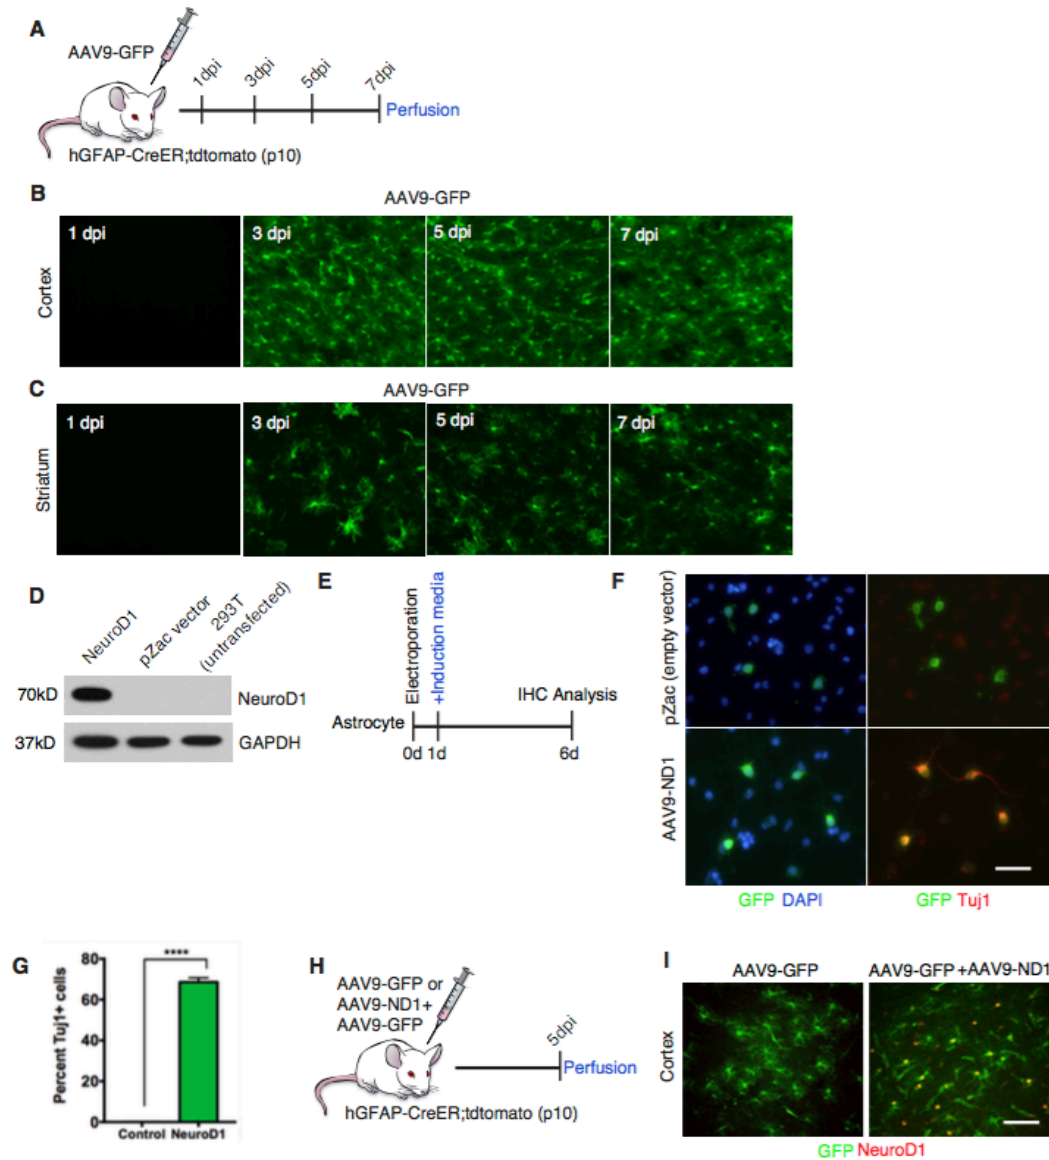 A
AAV9-GFP
1dpi
3dpi
5dpi
7dpi
Perfusion
hGFAP-CreER;tdtomato (p10)
B
AAV9-GFP
Cortex
1 dpi
3 dpi
5 dpi
7 dpi
C
AAV9-GFP
Striatum
1 dpi
3 dpi
5 dpi
7 dpi
D
NeuroD1
pZac vector
293T
(untransfected)
70kD
NeuroD1
37kD
GAPDH
E
Electroporation
+Induction media
IHC Analysis
Astrocyte
0d 1d
6d
F
pZac (empty vector)
AAV9-ND1
GFP DAPI
GFP Tuj1
G
Percent Tuj1+ cells
80
60
40
20
0
****
Control NeuroD1
H
AAV9-GFP or
AAV9-ND1+
AAV9-GFP
5dpi
Perfusion
hGFAP-CreER;tdtomato (p10)
I
AAV9-GFP
AAV9-GFP +AAV9-ND1
Cortex
GFP NeuroD1